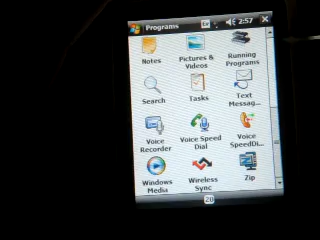 Programs 2:57
Notes
Pictures &
Videos
Running
Programs
Search
Tasks
Text
Messag...
Voice
Recorder
Voice Speed
Dial
Voice
SpeedDi...
Windows
Media
Wireless
Sync
Zip